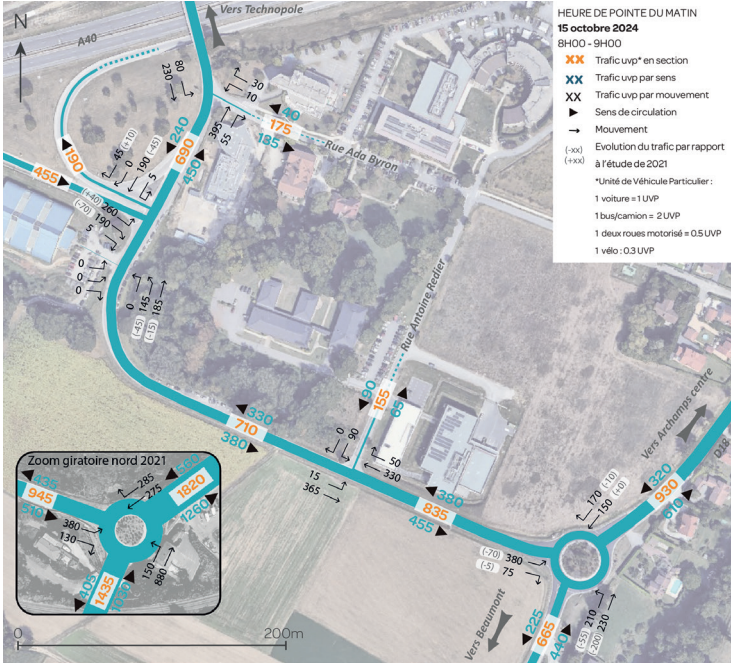 HEURE DE POINTE DU MATIN
15 octobre 2024
8H00 - 9H00
XX Trafic uvp* en section
XX Trafic uvp par sens
XX Trafic uvp par mouvement
Sens de circulation
Mouvement
(-xx) Evolution du trafic par rapport
(+xx) à l'étude de 2021
*Unité de Véhicule Particulier :
1 voiture = 1 UVP
1 bus/camion = 2 UVP
1 deux roues motorisé = 0.5 UVP
1 vélo : 0.3 UVP
N
Vers Technopole
A40
80
230
30
10
40
175
135
Rue Ada Byron
395
55
240
690
450
45 (+10)
0
190 (-45)
5
190
455
(+40) 260
(-70) 190
5
0
0
0
0
(-45) 145
(-15) 185
Rue Antoine Redier
90
155
65
0
90
50
330
330
710
380
15
365
380
835
455
Vers Archamps centre
D18
320
930
610
170 (-10)
150 (+0)
(-70) 380
(-5) 75
225
665
440
(-55) 210
(-200) 230
Vers Beaumont
Zoom giratoire nord 2021
435
945
510
285
275
550
1820
1260
380
130
150
880
405
1435
1030
0
200m